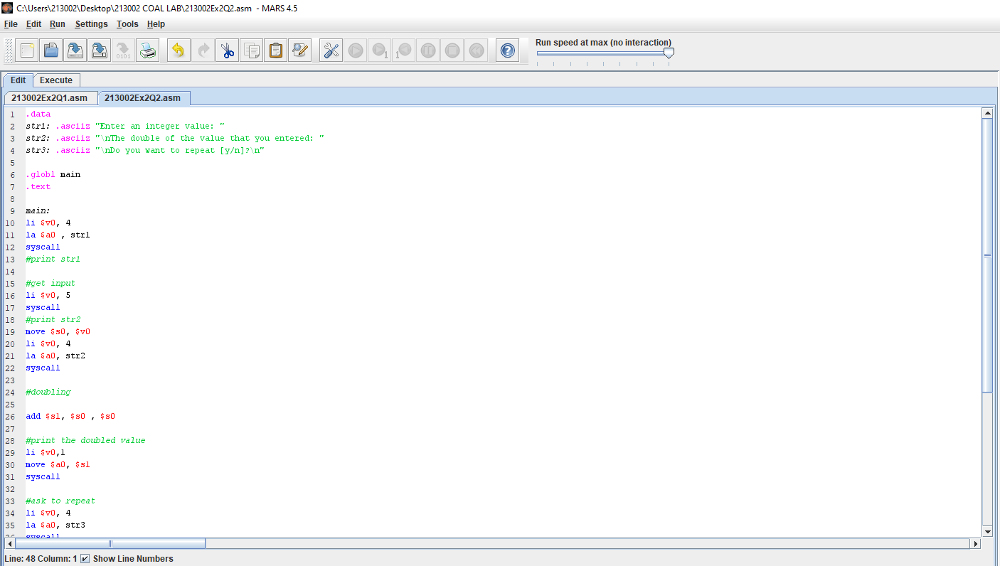 C:\Users\213002\Desktop\213002 COAL LAB\213002Ex2Q2.asm - MARS 4.5
File Edit Run Settings Tools Help
Run speed at max (no interaction)
0101
1
1
Edit Execute
213002Ex2Q1.asm 213002Ex2Q2.asm
1 .data
2 str1: .asciiz "Enter an integer value: "
3 str2: .asciiz "\nThe double of the value that you entered: "
4 str3: .asciiz "\nDo you want to repeat [y/n]?\n"
5
6 .globl main
7 .text
8
9 main:
10 li $v0, 4
11 la $a0 , str1
12 syscall
13 #print str1
14
15 #get input
16 li $v0, 5
17 syscall
18 #print str2
19 move $s0, $v0
20 li $v0, 4
21 la $a0, str2
22 syscall
23
24 #doubling
25
26 add $s1, $s0 , $s0
27
28 #print the doubled value
29 li $v0,1
30 move $a0, $s1
31 syscall
32
33 #ask to repeat
34 li $v0, 4
35 la $a0, str3
36 syscall
Line: 48 Column: 1 Show Line Numbers